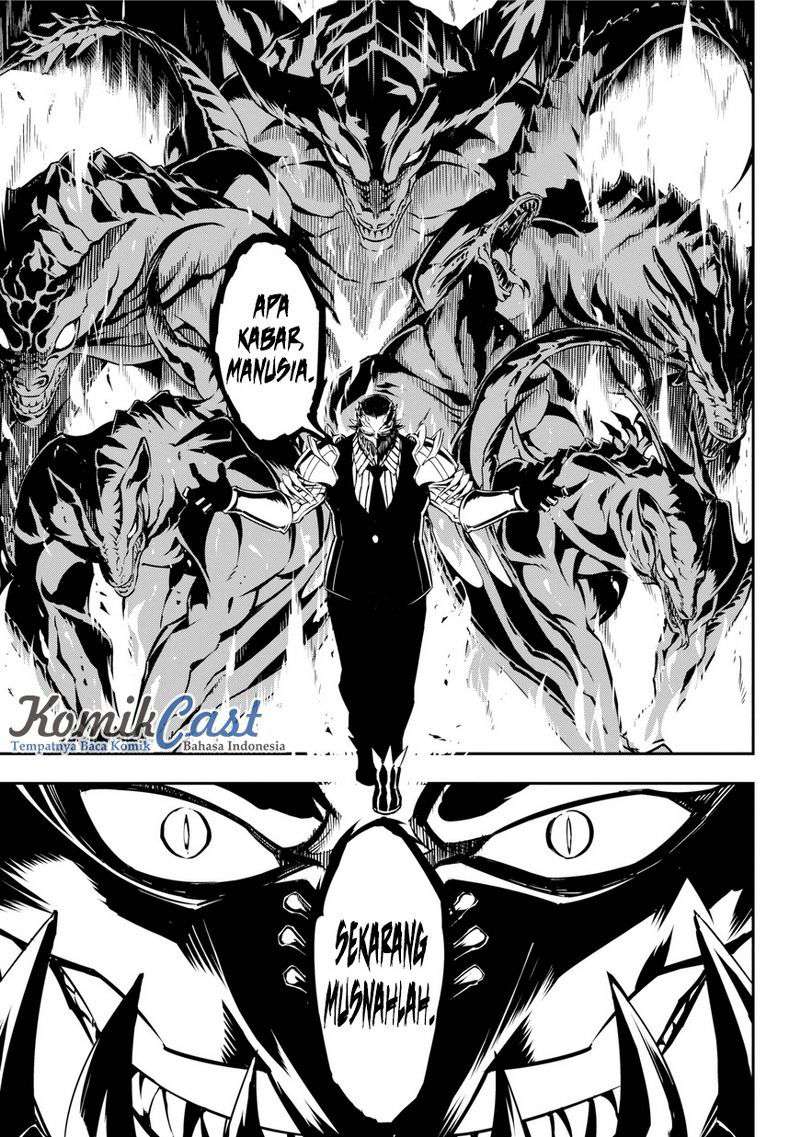 APA
KABAR,
MANUSIA.
KomikCast
Tempatnya Baca Komik Bahasa Indonesia
SEKARANG
MUSNAHLAH.